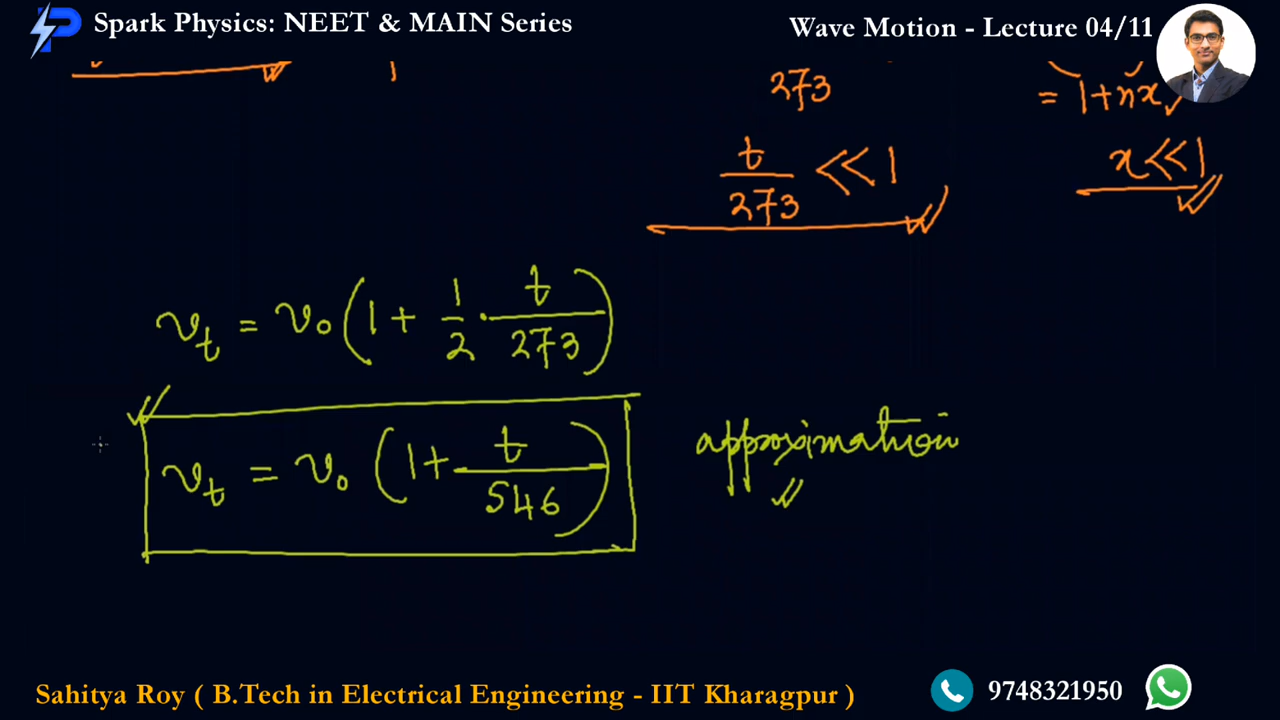 Spark Physics: NEET & MAIN Series
Wave Motion - Lecture 04/11
273
= 1+nx
t/273 << 1
x<<1
v_t = v_0 (1 + 1/2 · t/273)
v_t = v_0 (1 + t/546)
approximation
Sahitya Roy ( B.Tech in Electrical Engineering - IIT Kharagpur )
9748321950